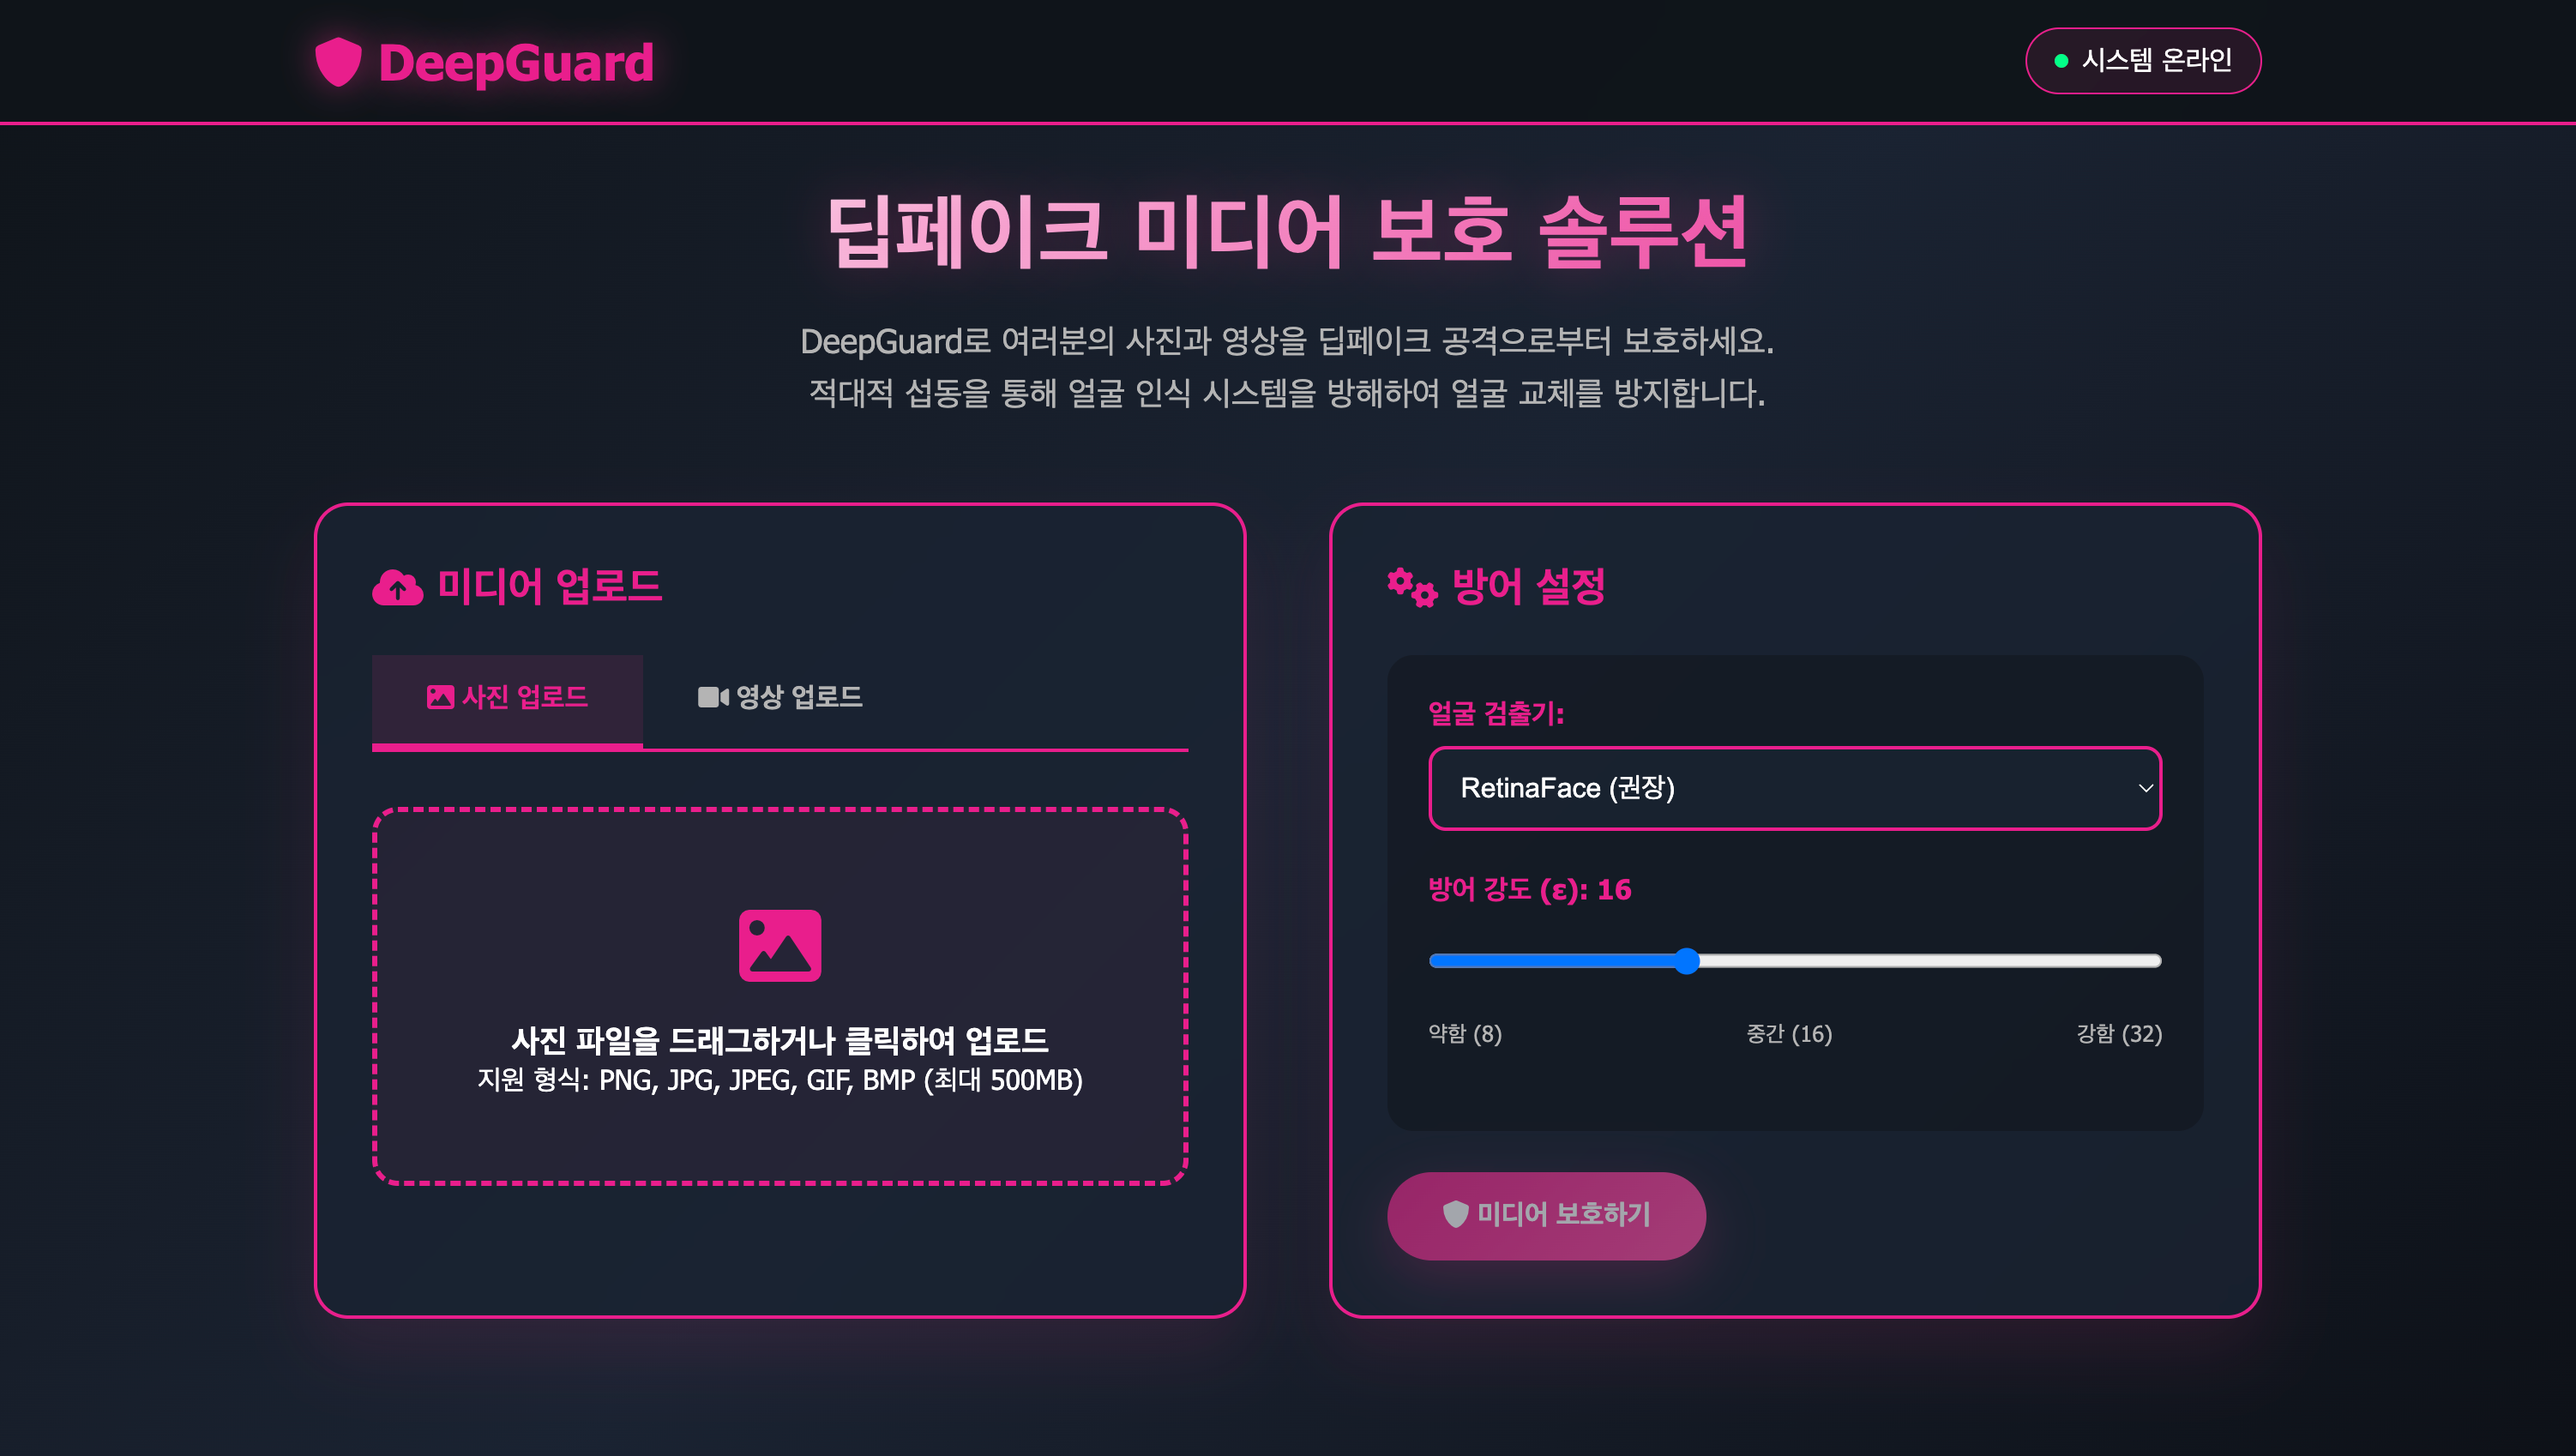 DeepGuard
시스템 온라인
딥페이크 미디어 보호 솔루션
DeepGuard로 여러분의 사진과 영상을 딥페이크 공격으로부터 보호하세요.
적대적 섭동을 통해 얼굴 인식 시스템을 방해하여 얼굴 교체를 방지합니다.
미디어 업로드
사진 업로드
영상 업로드
사진 파일을 드래그하거나 클릭하여 업로드
지원 형식: PNG, JPG, JPEG, GIF, BMP (최대 500MB)
방어 설정
얼굴 검출기:
RetinaFace (권장)
방어 강도 (ε): 16
약함 (8)
중간 (16)
강함 (32)
미디어 보호하기